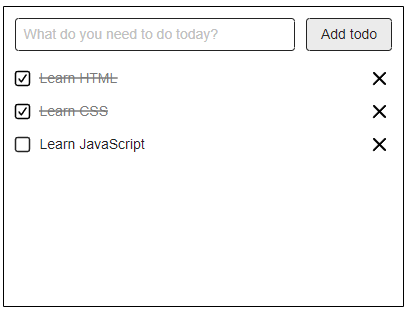 What do you need to do today?
Add todo
Learn HTML
Learn CSS
Learn JavaScript